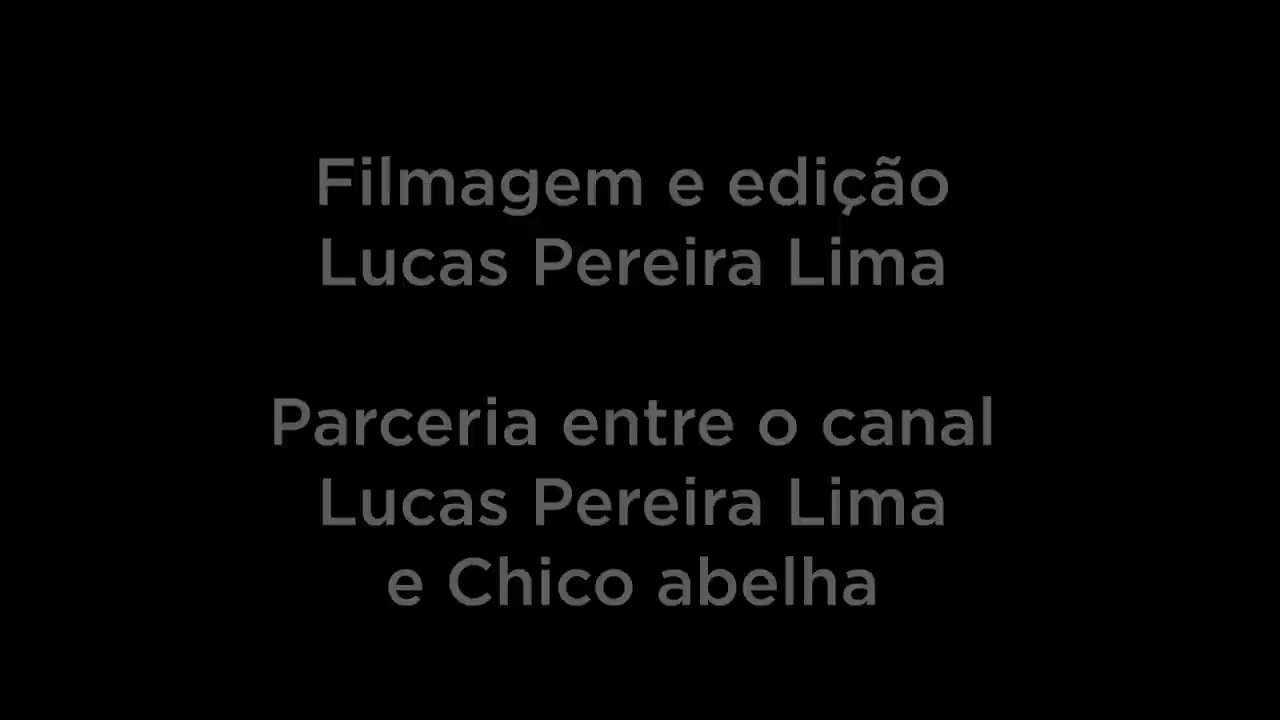 Filmagem e edição
Lucas Pereira Lima
Parceria entre o canal
Lucas Pereira Lima
e Chico abelha